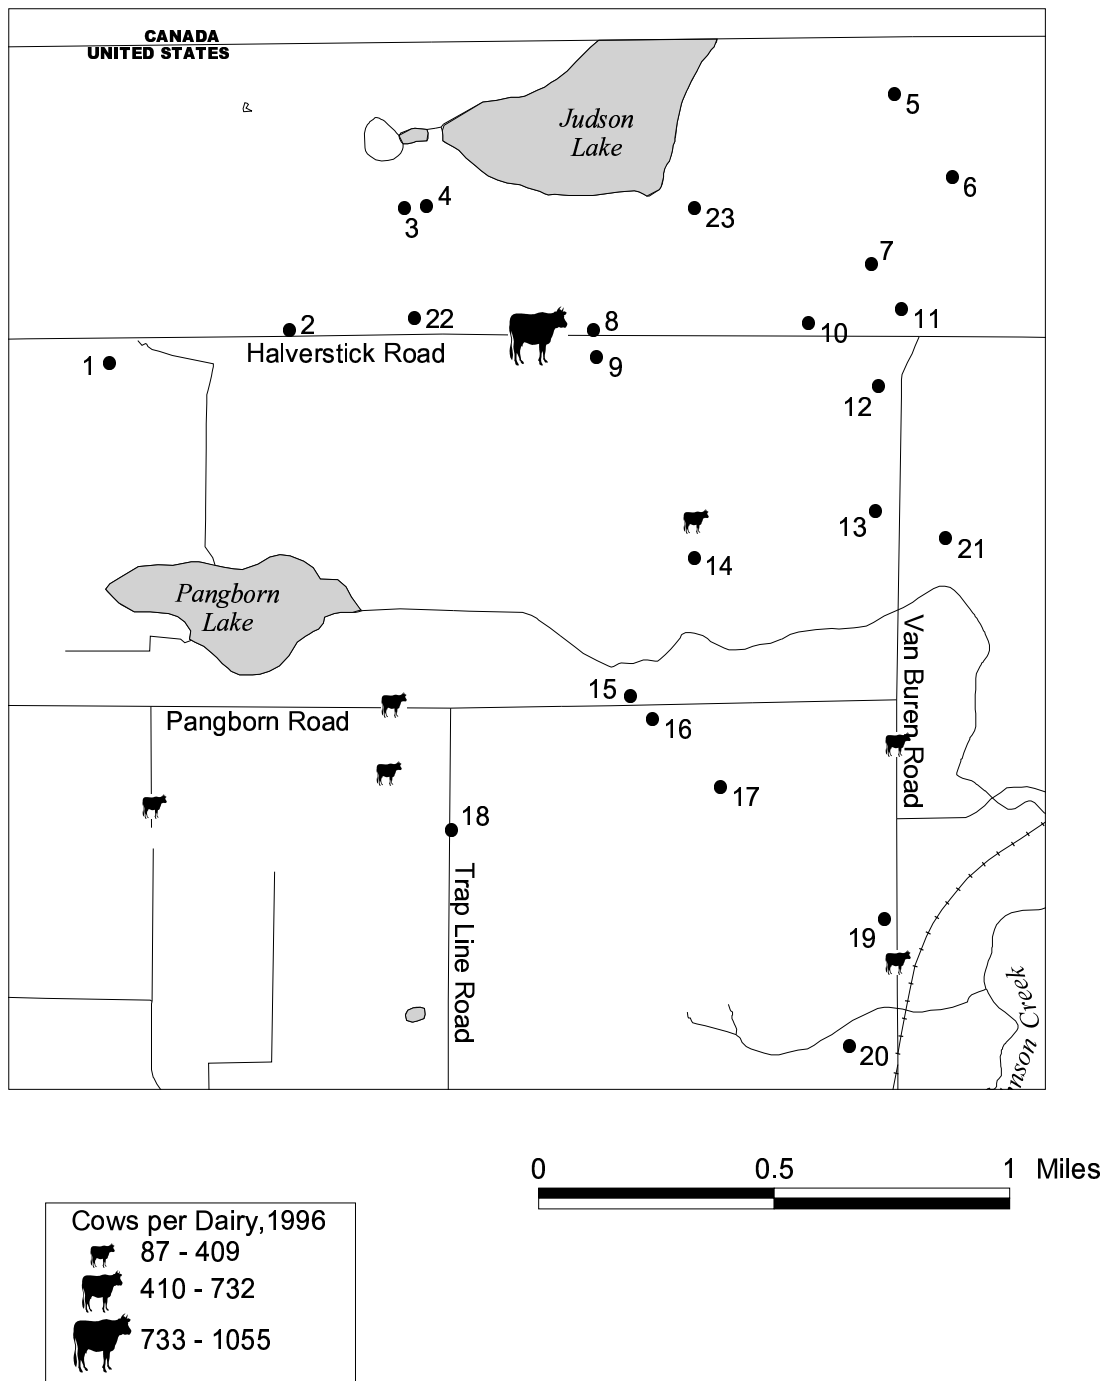 CANADA
UNITED STATES
Judson
Lake
5
6
4
3
23
7
2
22
8
10
11
Halverstick Road
1
9
12
13
21
14
Pangborn
Lake
Van Buren Road
15
Pangborn Road
16
17
18
Trap Line Road
19
nson Creek
20
0 0.5 1 Miles
Cows per Dairy,1996
87 - 409
410 - 732
733 - 1055